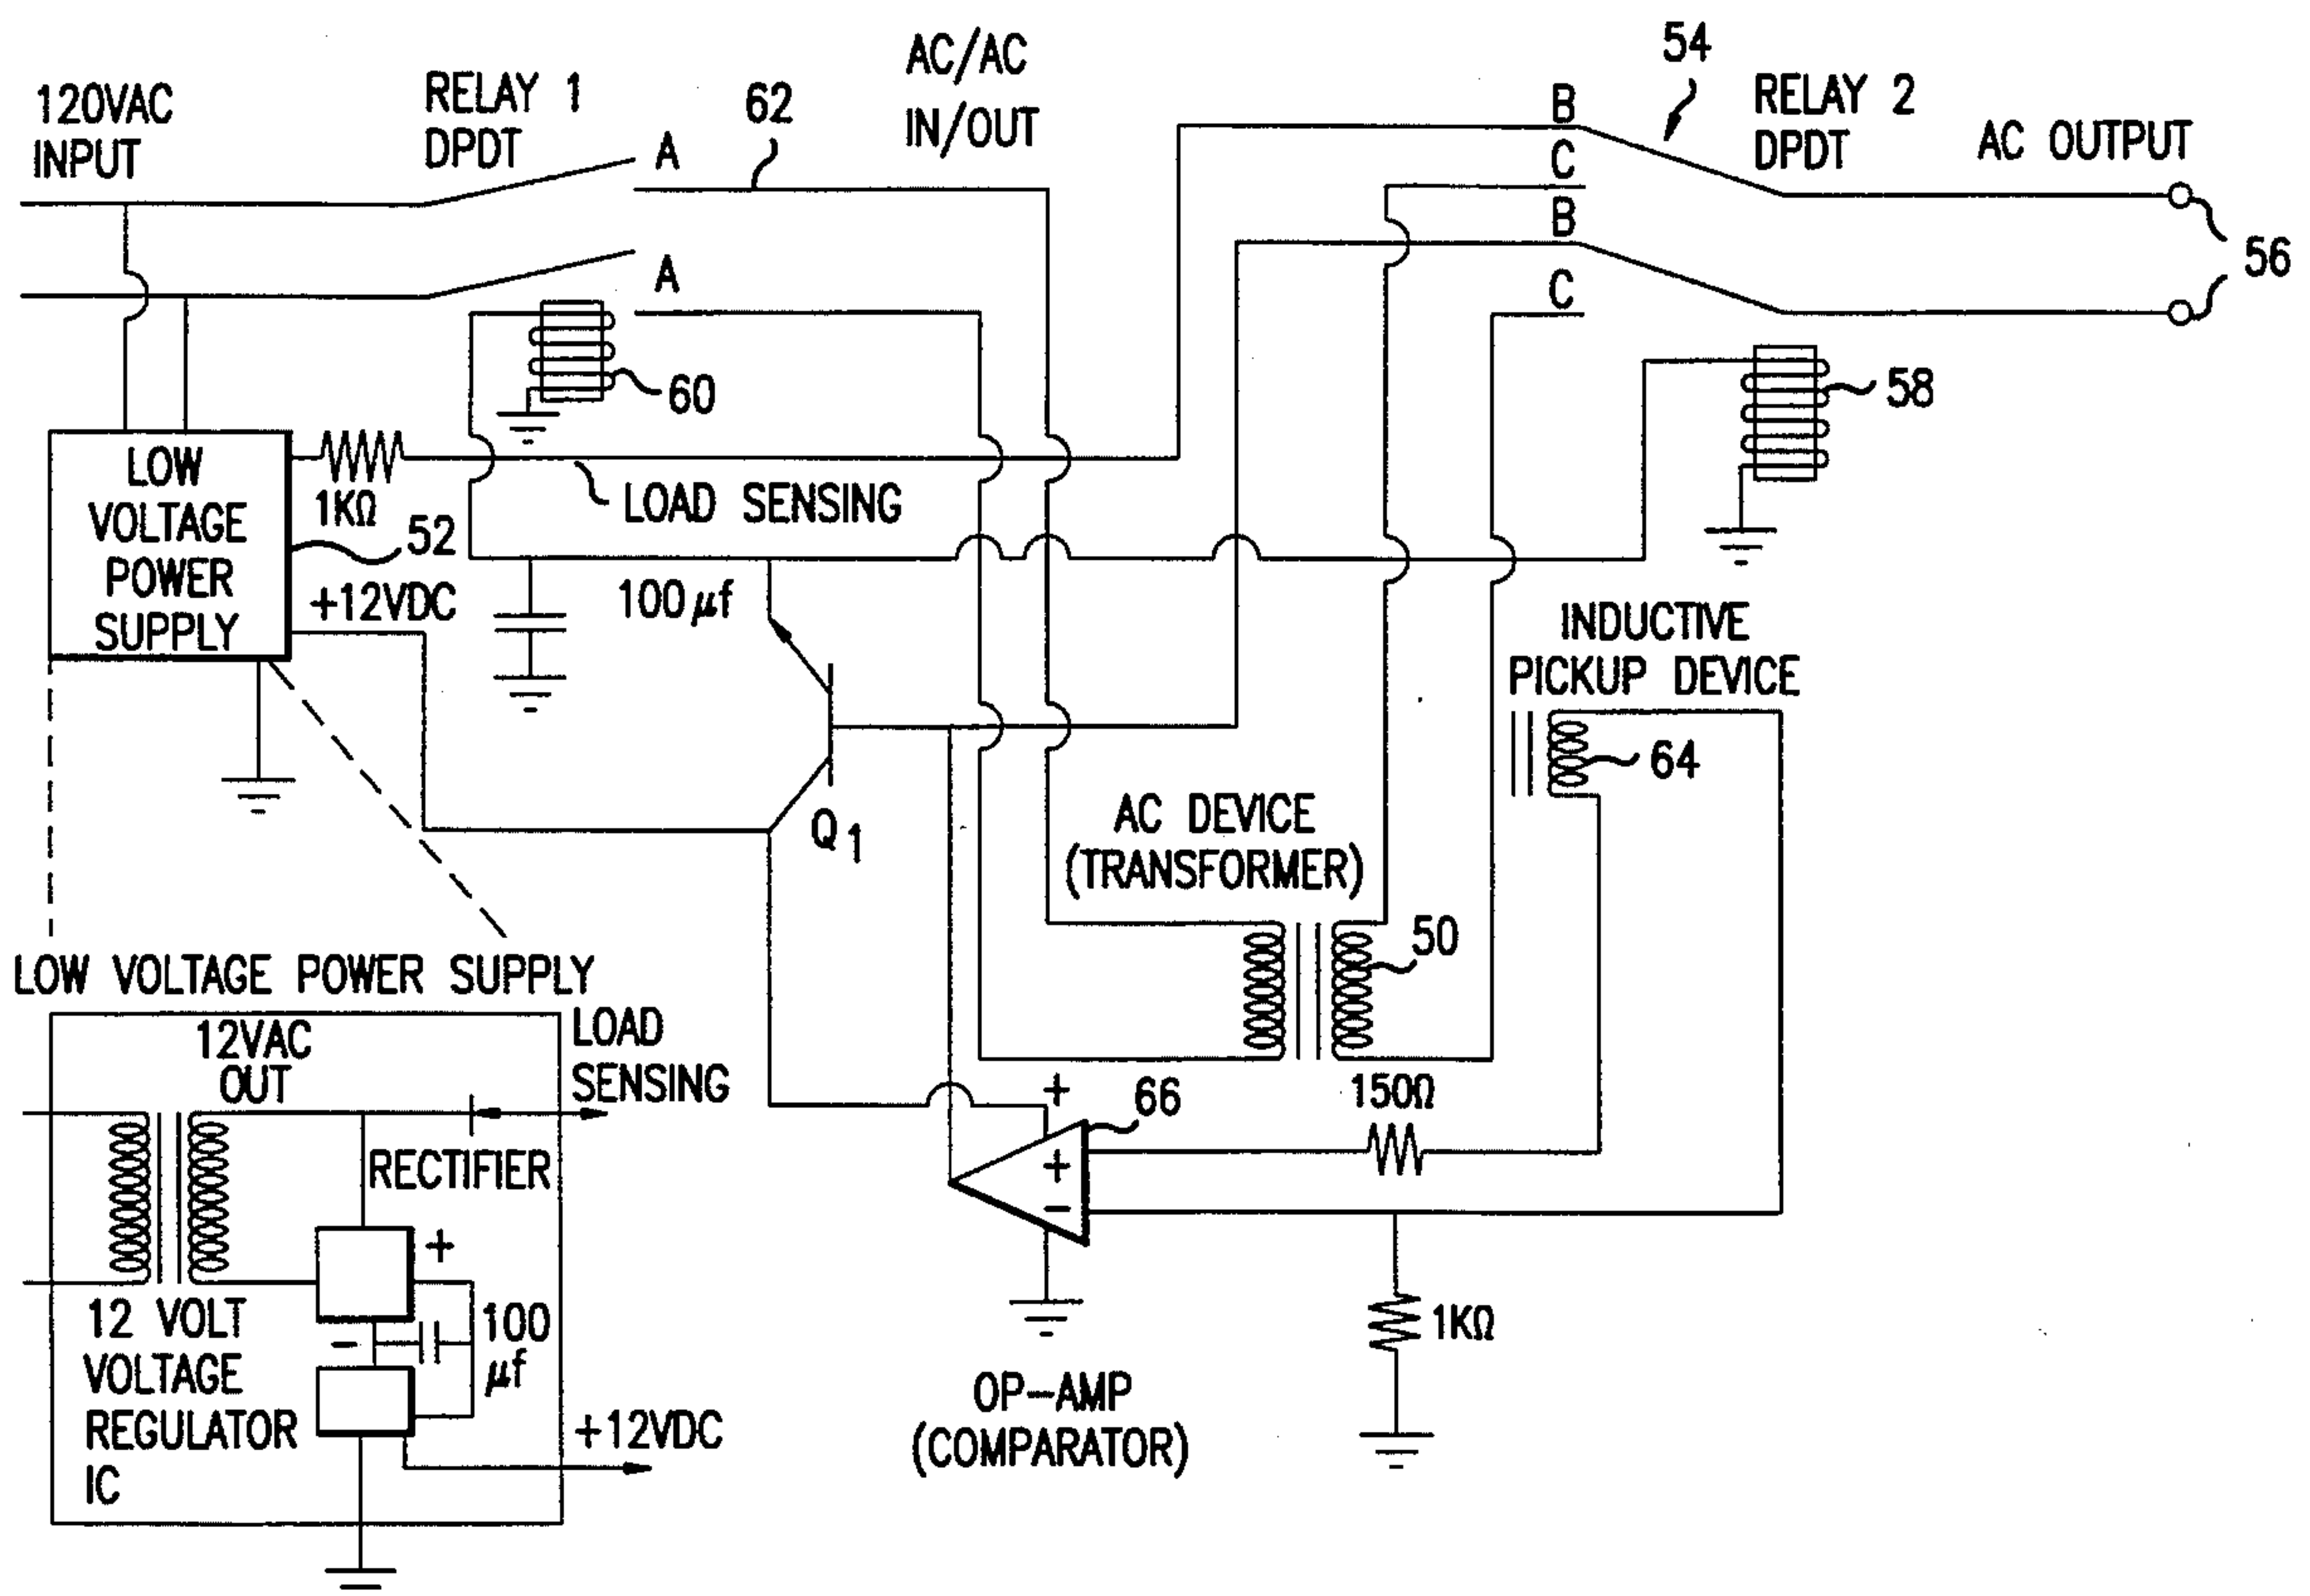 120VAC
INPUT
RELAY 1
DPDT
62
AC/AC
IN/OUT
54
RELAY 2
DPDT
AC OUTPUT
A
A
B
C
B
C
56
60
58
LOW
VOLTAGE
POWER
SUPPLY
1KΩ
LOAD SENSING
52
+12VDC
100μf
INDUCTIVE
PICKUP DEVICE
64
Q1
AC DEVICE
(TRANSFORMER)
50
LOW VOLTAGE POWER SUPPLY
12VAC
OUT
LOAD
SENSING
RECTIFIER
+
-
100
μf
12 VOLT
VOLTAGE
REGULATOR
IC
+12VDC
+
+
-
66
150Ω
1KΩ
OP-AMP
(COMPARATOR)